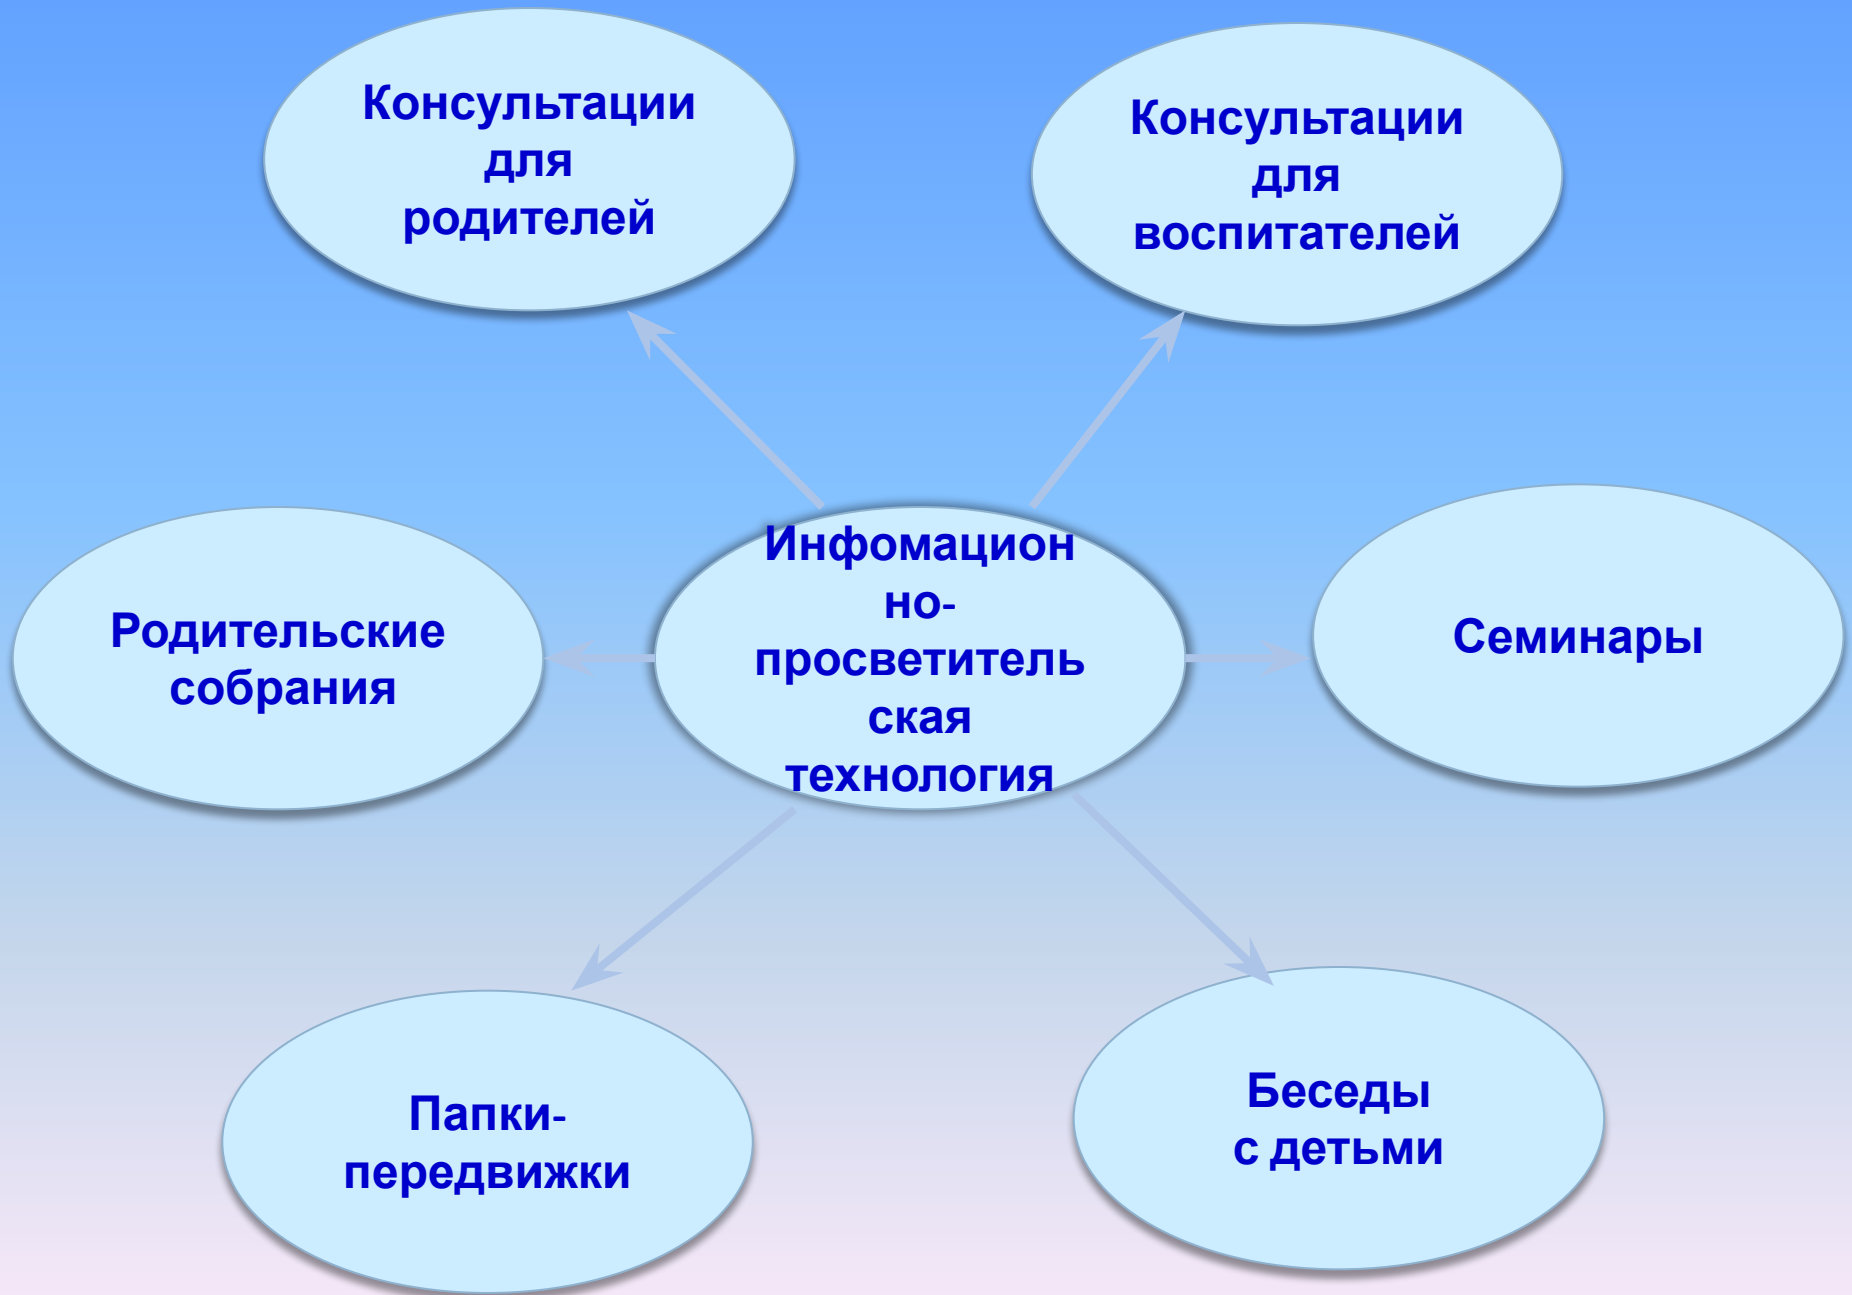 Консультации
для
родителей
Консультации
для
воспитателей
Родительские
собрания
Инфомацион
но-
просветитель
ская
технология
Семинары
Папки-
передвижки
Беседы
с детьми